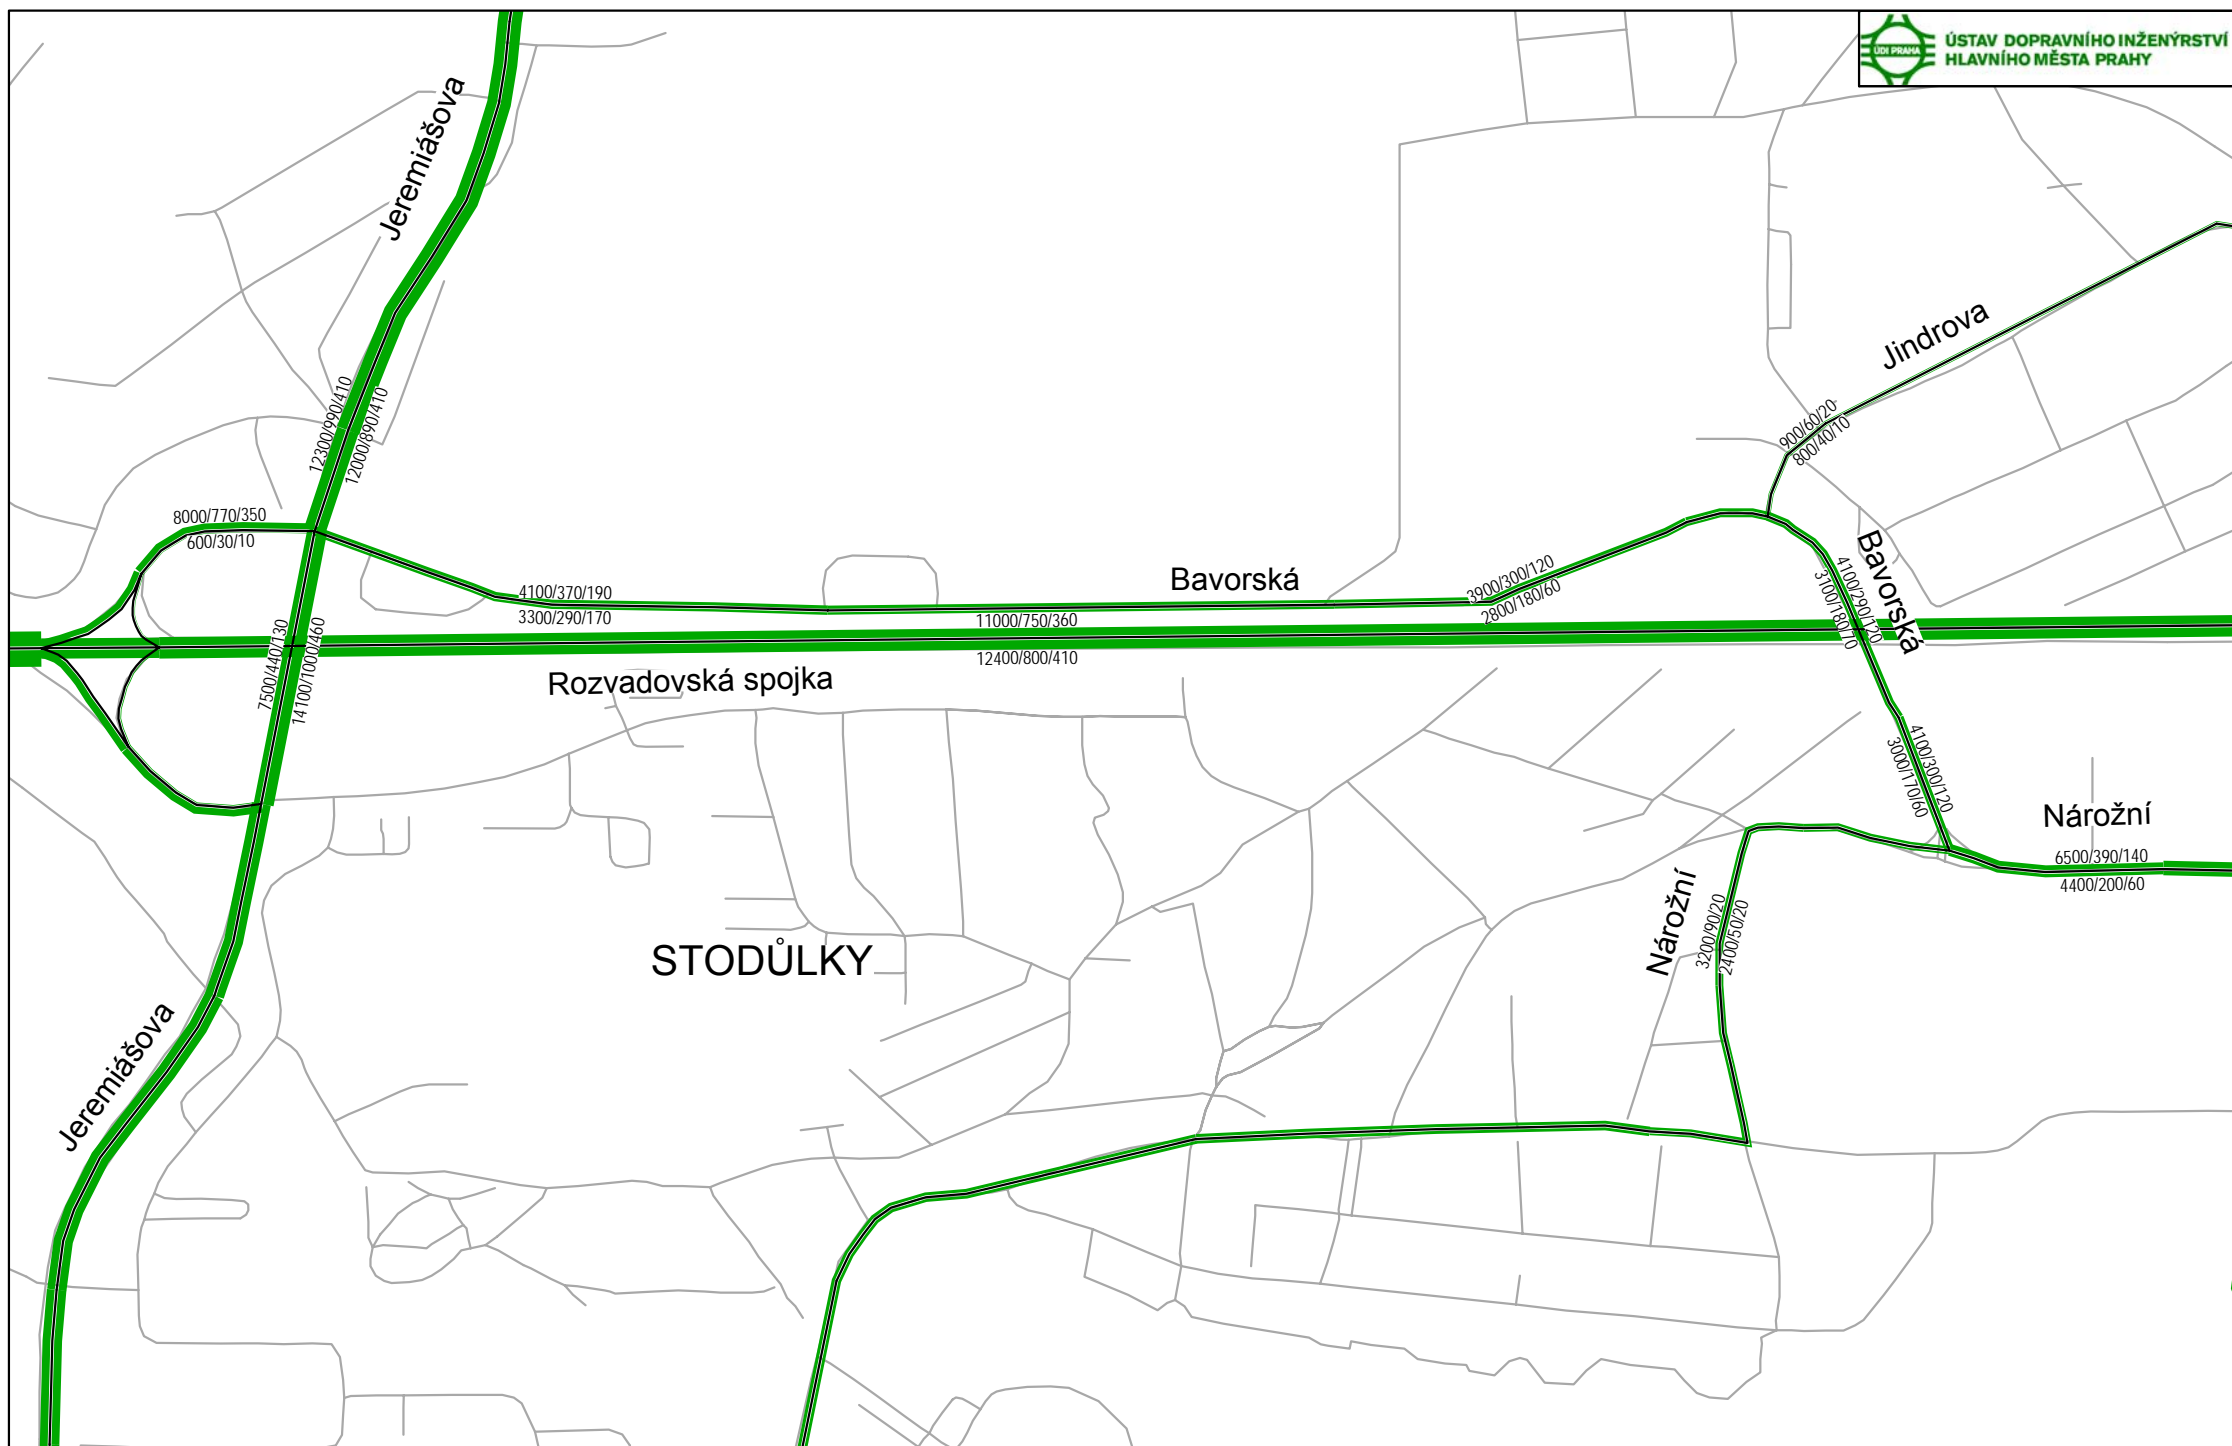 ÚDI PRAHA
ÚSTAV DOPRAVNÍHO INŽENÝRSTVÍ
HLAVNÍHO MĚSTA PRAHY
Jeremiášova
Jindrova
12300/990/410
12000/890/410
900/60/20
800/40/10
8000/770/350
600/30/10
Bavorská
4100/370/190
3300/290/170
3900/300/120
2800/180/60
Bavorská
4100/290/120
3100/180/70
11000/750/360
12400/800/410
7500/440/130
14100/1000/460
Rozvadovská spojka
4100/300/120
3000/170/60
Nárožní
6500/390/140
4400/200/60
Nárožní
3200/90/20
2400/50/20
STODŮLKY
Jeremiášova